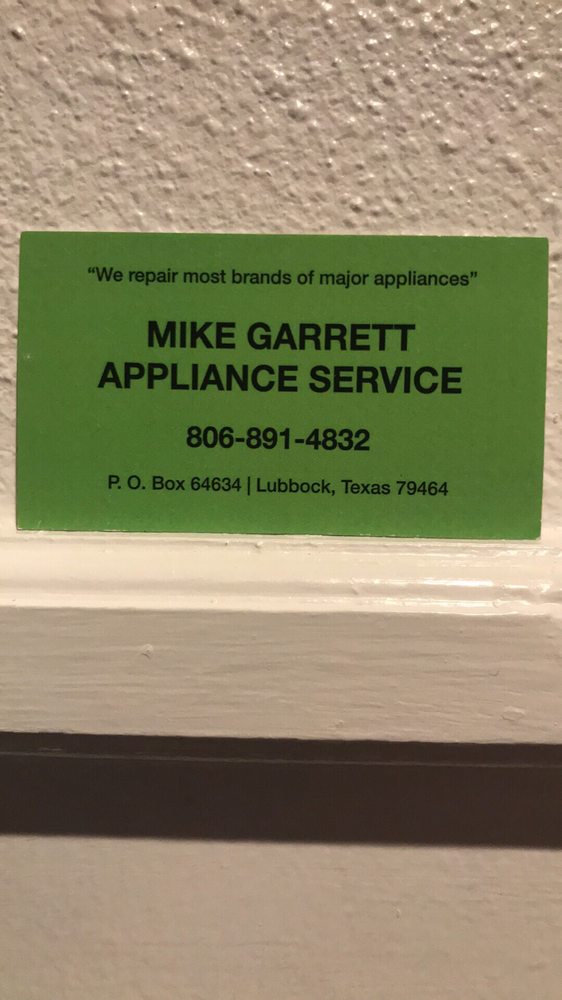 “We repair most brands of major appliances”
MIKE GARRETT
APPLIANCE SERVICE
806-891-4832
P. O. Box 64634 | Lubbock, Texas 79464